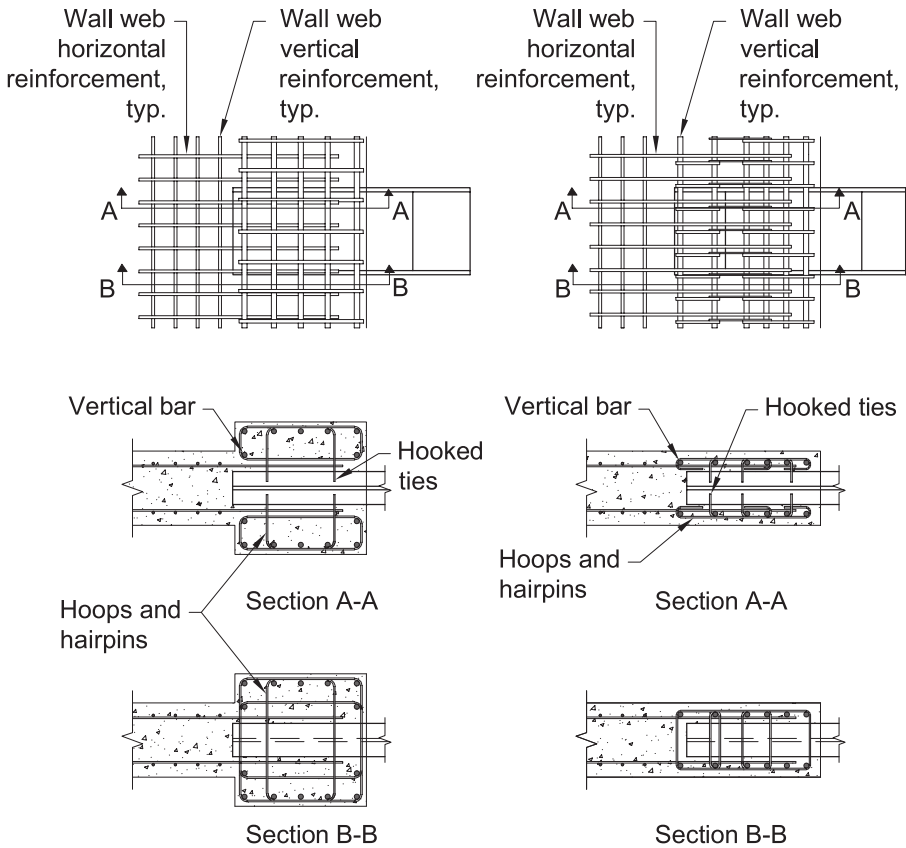 Wall web
horizontal
reinforcement,
typ.
Wall web
vertical
reinforcement,
typ.
A
A
B
B
Wall web
horizontal
reinforcement,
typ.
Wall web
vertical
reinforcement,
typ.
A
A
B
B
Vertical bar
Hooked
ties
Section A-A
Hoops and
hairpins
Section B-B
Vertical bar
Hooked ties
Hoops and
hairpins
Section A-A
Section B-B